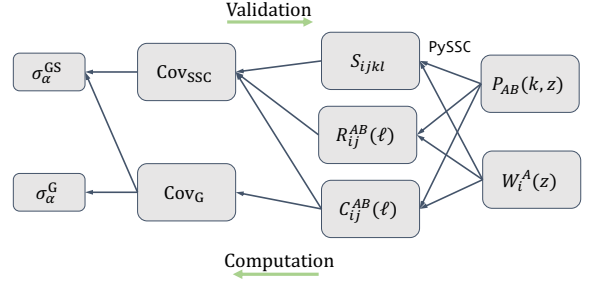 Validation
σ_α^GS
Cov_SSC
S_ijkl
PySSC
P_AB(k, z)
R_ij^AB(ℓ)
σ_α^G
Cov_G
C_ij^AB(ℓ)
W_i^A(z)
Computation